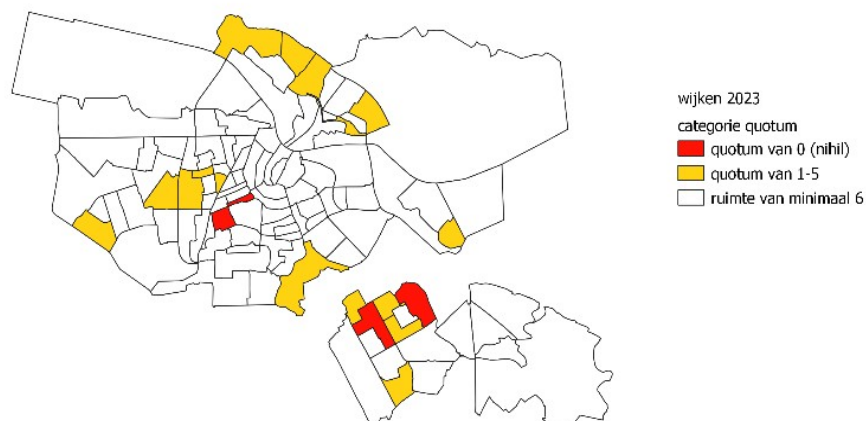 wijken 2023
categorie quotum
quotum van 0 (nihil)
quotum van 1-5
ruimte van minimaal 6